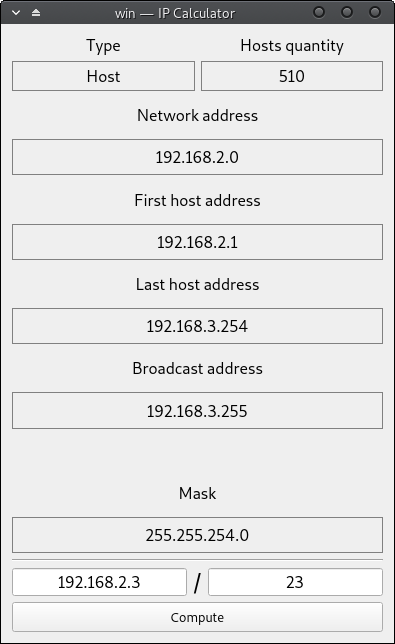 win — IP Calculator
Type Hosts quantity
Host 510
Network address
192.168.2.0
First host address
192.168.2.1
Last host address
192.168.3.254
Broadcast address
192.168.3.255
Mask
255.255.254.0
192.168.2.3 / 23
Compute